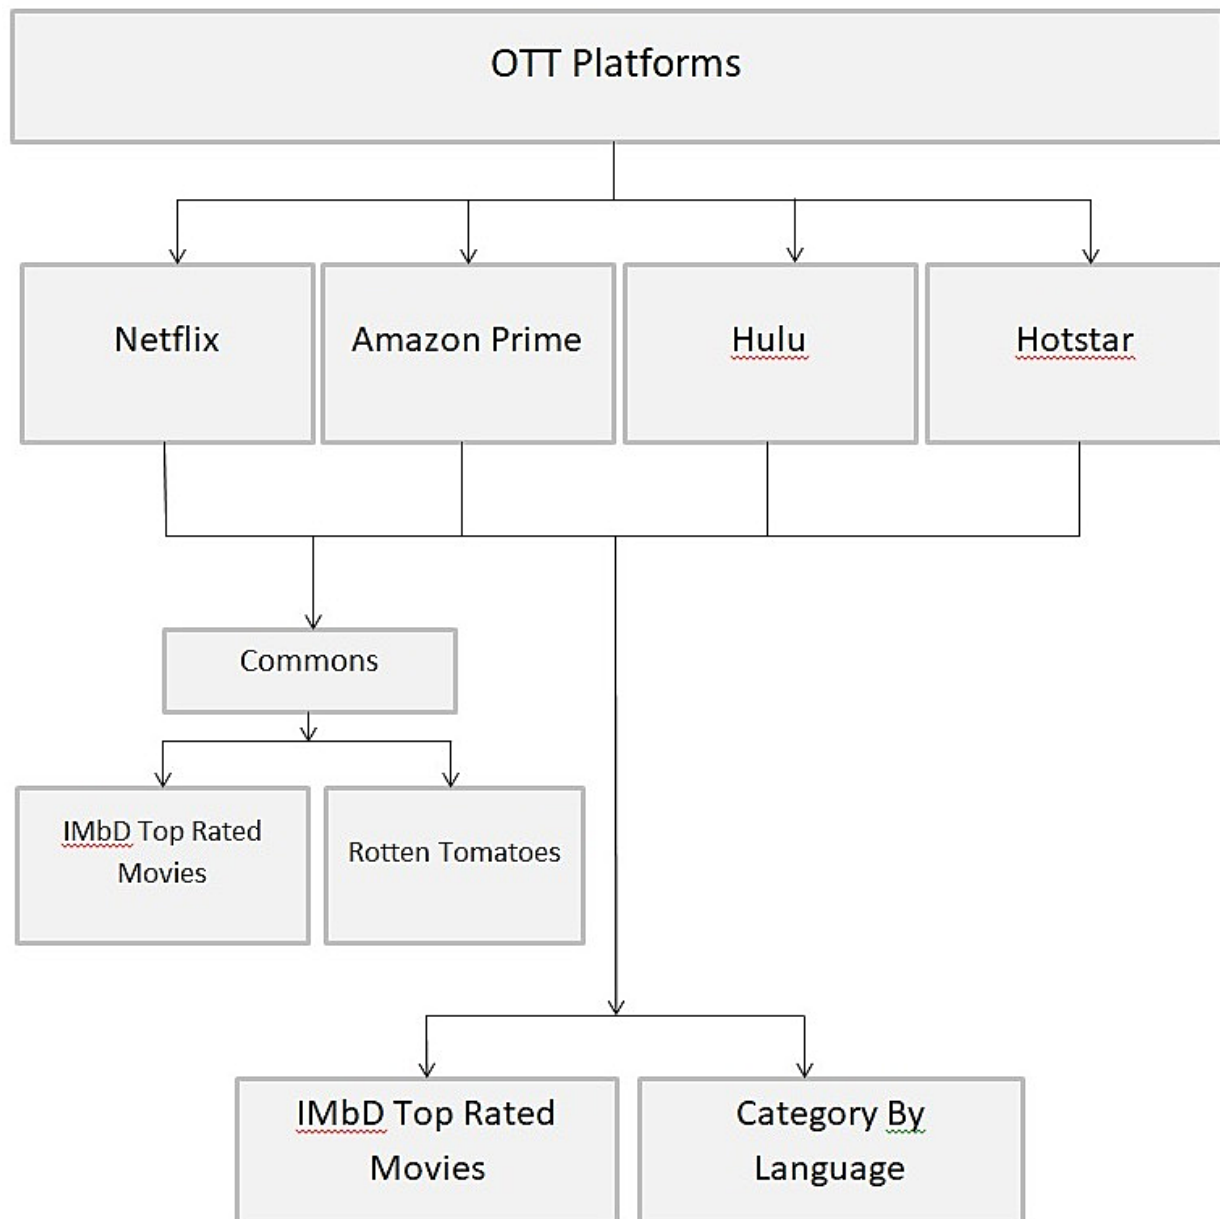 OTT Platforms
Netflix
Amazon Prime
Hulu
Hotstar
Commons
IMbD Top Rated
Movies
Rotten Tomatoes
IMbD Top Rated
Movies
Category By
Language